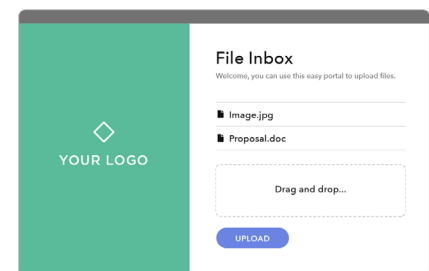 File Inbox
Welcome, you can use this easy portal to upload files.
Image.jpg
Proposal.doc
Drag and drop...
UPLOAD
YOUR LOGO